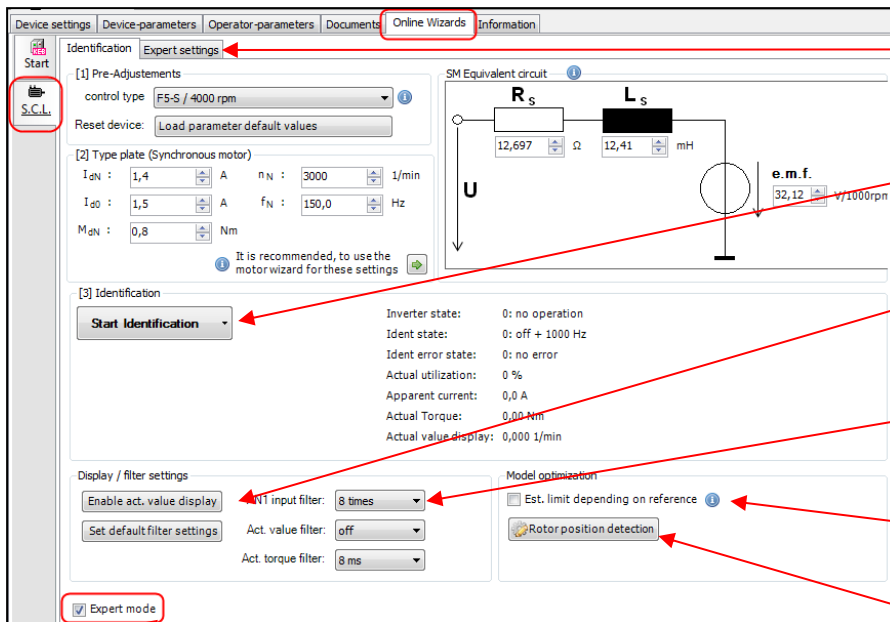 Device settings Device-parameters Operator-parameters Documents Online Wizards Information
Start
S.C.L.
Identification Expert settings
[1] Pre-Adjustements
control type F5-S / 4000 rpm
Reset device: Load parameter default values
[2] Type plate (Synchronous motor)
IdN : 1,4 A nN : 3000 1/min
Id0 : 1,5 A fN : 150,0 Hz
MdN : 0,8 Nm
It is recommended, to use the
motor wizard for these settings
SM Equivalent circuit
RS LS
12,697 Ω 12,41 mH
U
e.m.f.
32,12 V/1000rpm
[3] Identification
Start Identification
Inverter state: 0: no operation
Ident state: 0: off + 1000 Hz
Ident error state: 0: no error
Actual utilization: 0 %
Apparent current: 0,0 A
Actual Torque: 0,00 Nm
Actual value display: 0,000 1/min
Display / filter settings
Enable act. value display AN1 input filter: 8 times
Set default filter settings Act. value filter: off
Act. torque filter: 8 ms
Model optimization
Est. limit depending on reference
Rotor position detection
Expert mode